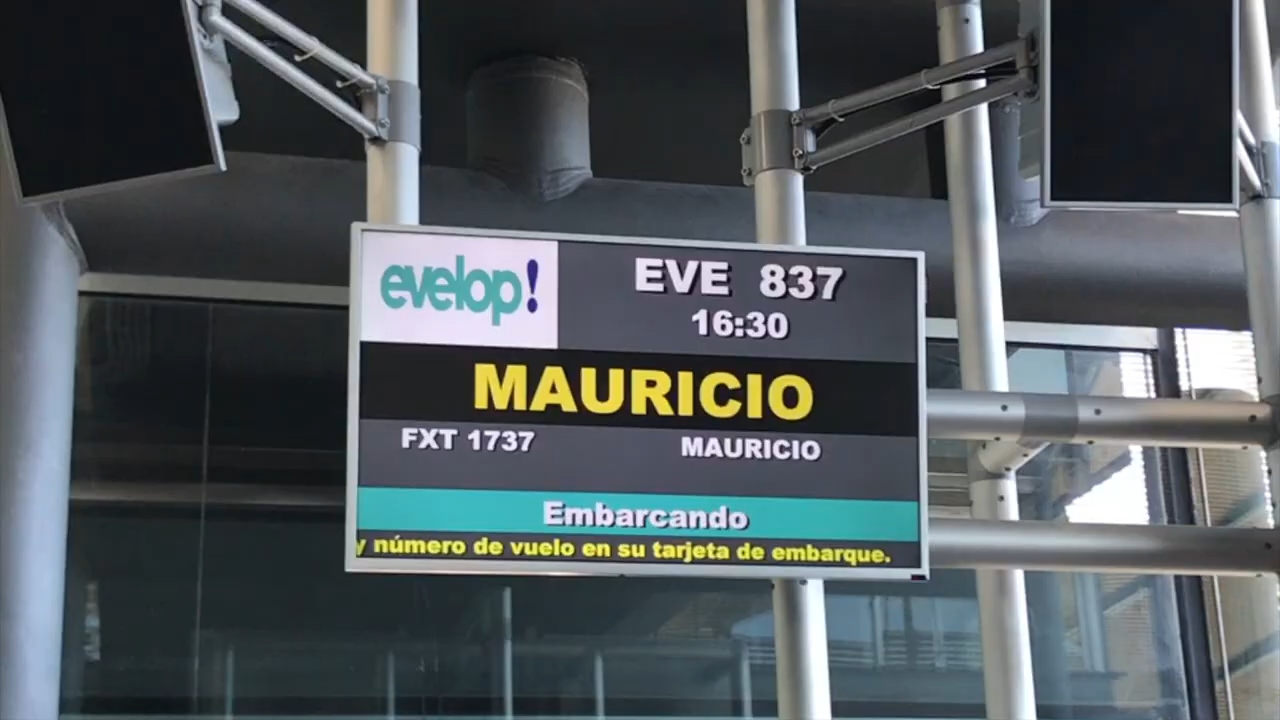 evelop!
EVE 837
16:30
MAURICIO
FXT 1737
MAURICIO
Embarcando
y número de vuelo en su tarjeta de embarque.